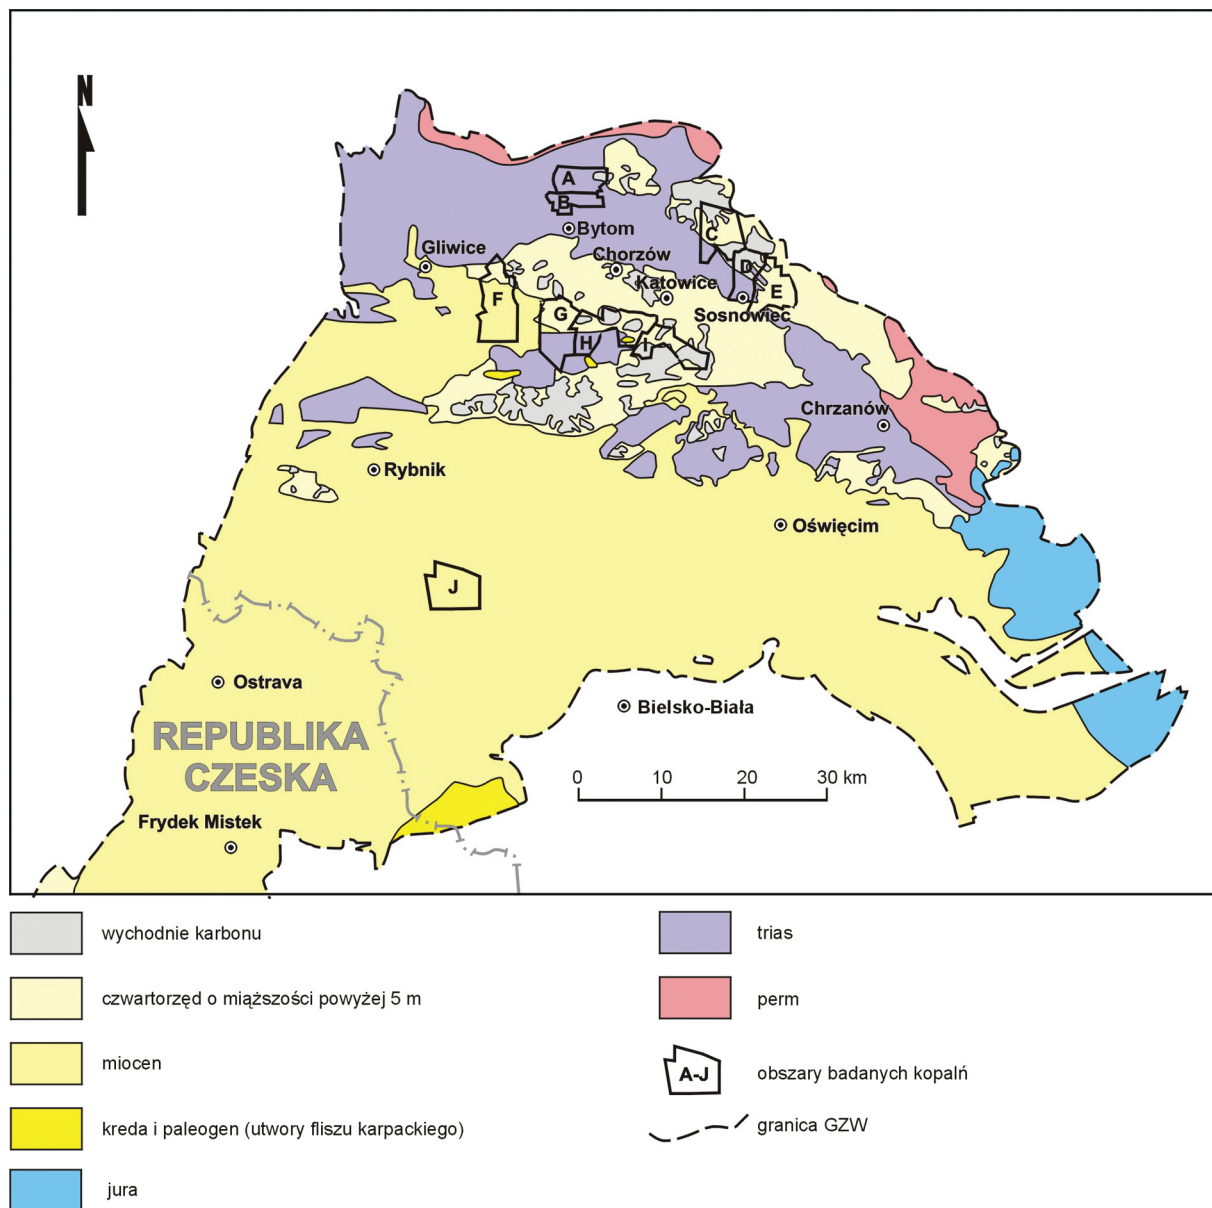 N
A
B
Bytom
C
Gliwice
Chorzów
D
Katowice
E
F
Sosnowiec
G
H
I
Chrzanów
Rybnik
Oświęcim
J
Ostrava
Bielsko-Biała
REPUBLIKA
CZESKA
0 10 20 30 km
Frydek Mistek
wychodnie karbonu
czwartorzęd o miąższości powyżej 5 m
miocen
kreda i paleogen (utwory fliszu karpackiego)
jura
trias
perm
A-J
obszary badanych kopalń
granica GZW